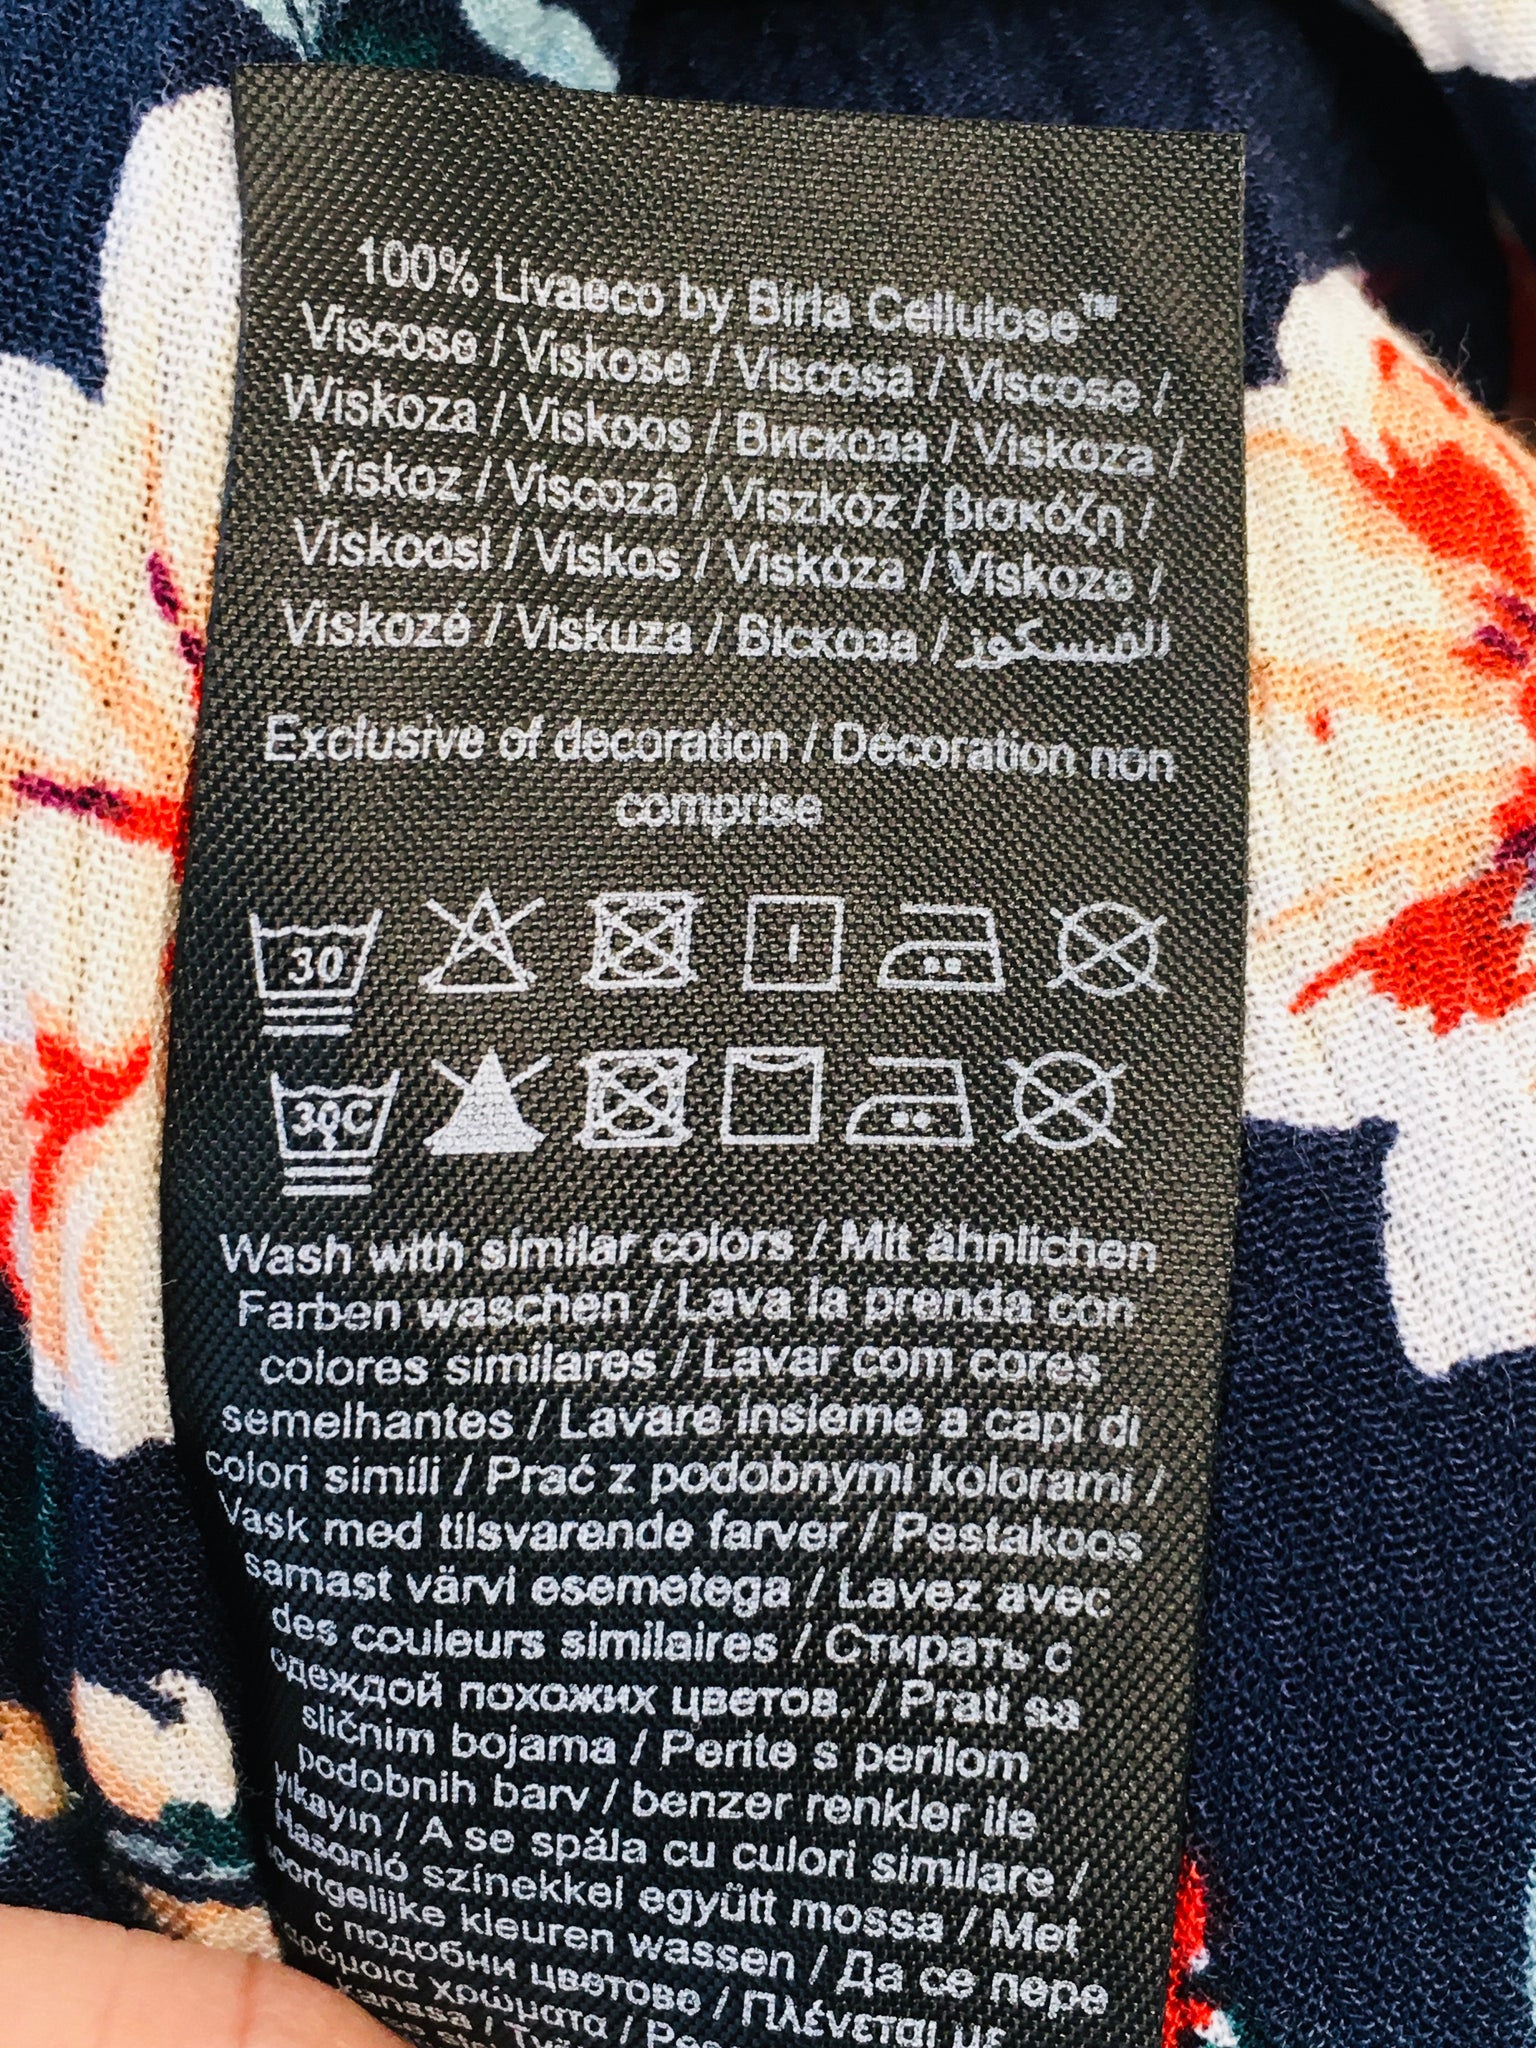 100% Livaeco by Birla Cellulose™
Viscose / Viskose / Viscosa / Viscose /
Wiskoza / Viskoos / Вискоза / Viskoza /
Viskoz / Viscoză / Viszkóz / βισκόζη /
Viskoosi / Viskos / Viskóza / Viskoze /
Viskozė / Viskuza / Віскоза / الفسكوز
Exclusive of decoration / Décoration non
comprise
30
30C
Wash with similar colors / Mit ähnlichen
Farben waschen / Lava la prenda con
colores similares / Lavar com cores
semelhantes / Lavare insieme a capi di
colori simili / Prać z podobnymi kolorami /
Vask med tilsvarende farver / Pestakoos
samast värvi esemetega / Lavez avec
des couleurs similaires / Стирать с
одеждой похожих цветов. / Prati sa
sličnim bojama / Perite s perilom
podobnih barv / benzer renkler ile
yıkayın / A se spăla cu culori similare /
Hasonló színekkel együtt mossa / Met
soortgelijke kleuren wassen / Да се пере
с подобни цветове / Πλένεται με
χρώματα /